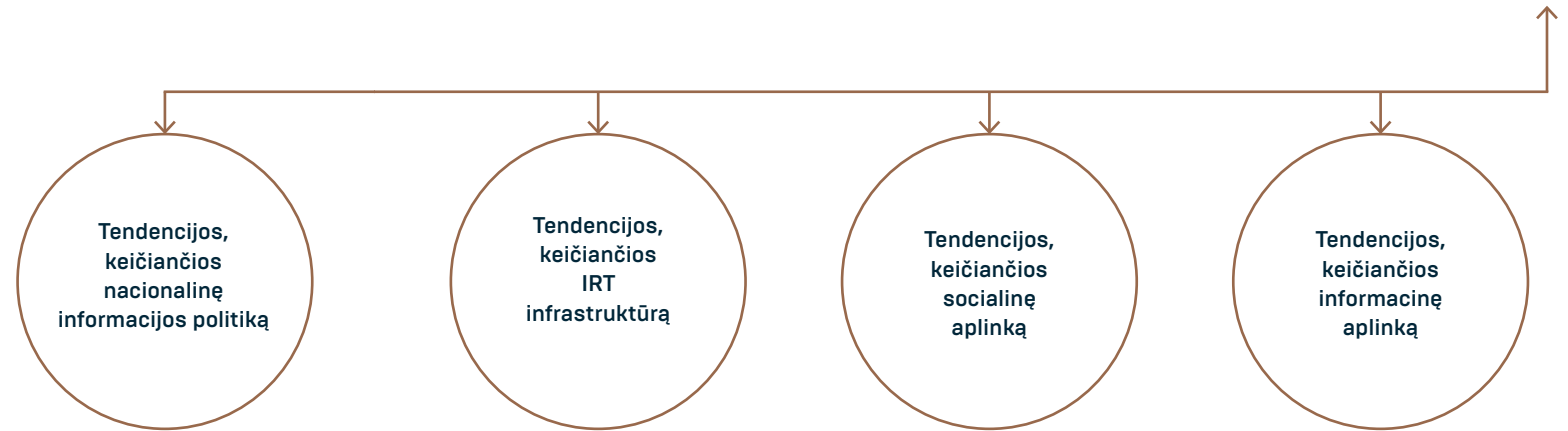 Tendencijos,
keičiančios
nacionalinę
informacijos politiką
Tendencijos,
keičiančios
IRT
infrastruktūrą
Tendencijos,
keičiančios
socialinę
aplinką
Tendencijos,
keičiančios
informacinę
aplinką